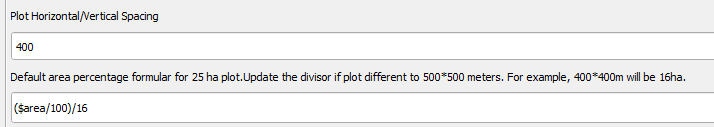 Plot Horizontal/Vertical Spacing
400
Default area percentage formular for 25 ha plot.Update the divisor if plot different to 500*500 meters. For example, 400*400m will be 16ha.
($area/100)/16